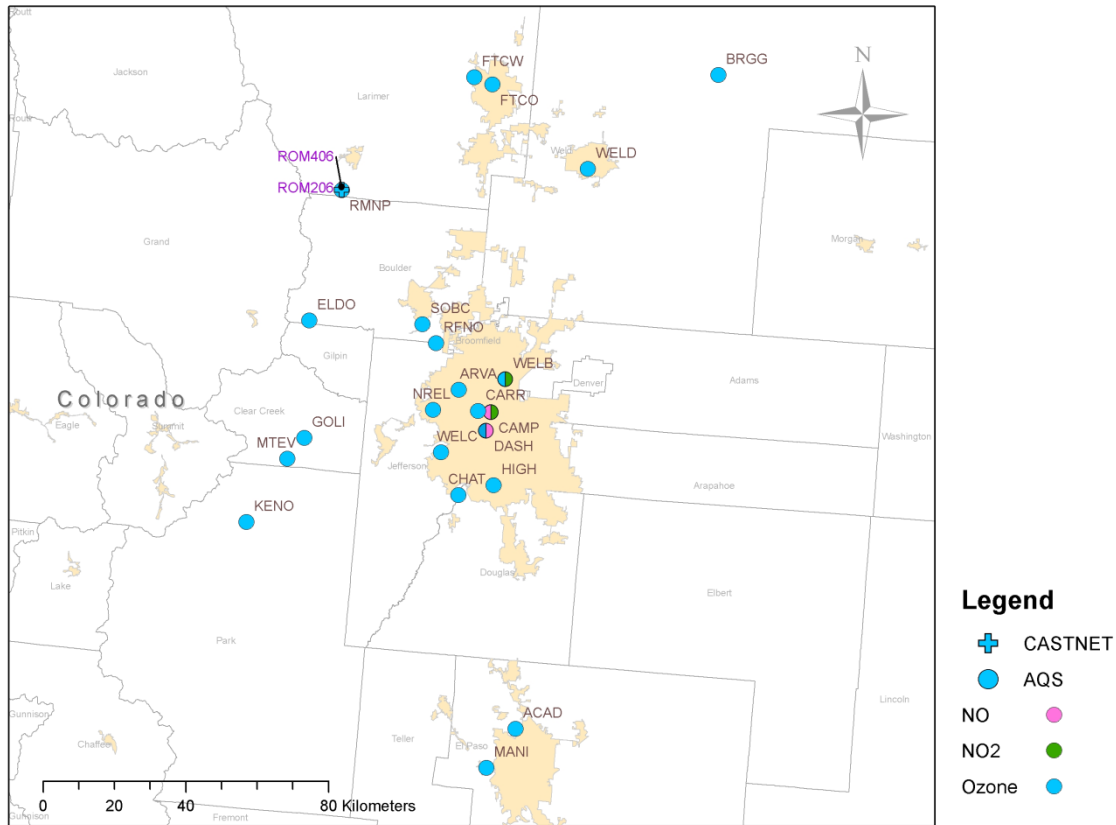 Routt
FTCW
BRGG
N
Jackson
Larimer
FTCO
Routt
ROM406
Weld
WELD
ROM206
RMNP
Grand
Morgan
Boulder
ELDO
SOBC
RFNO
Broomfield
Gilpin
WELB
ARVA
Denver
Adams
Colorado
NREL
CARR
Clear Creek
GOLI
Eagle
Summit
CAMP
MTEV
WELC
DASH
Washington
Jefferson
CHAT
HIGH
Arapahoe
KENO
Pitkin
Douglas
Lake
Elbert
Legend
Park
CASTNET
AQS
Lincoln
Gunnison
ACAD
NO
Teller
Chaffee
El Paso
MANI
NO2
Ozone
0 20 40 80 Kilometers
Gunnison
Fremont